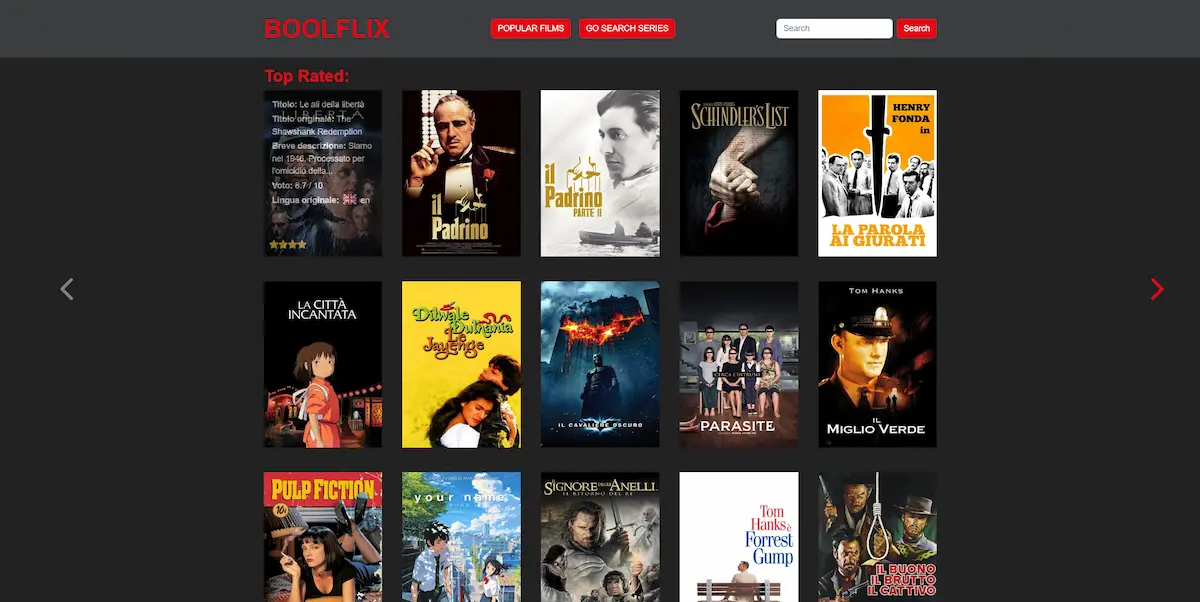 BOOLFLIX
POPULAR FILMS
GO SEARCH SERIES
Search
Search
Top Rated:
Titolo: Le ali della libertà
LIBERTÀ
Titolo originale: The
Shawshank Redemption
Breve descrizione: Siamo
nel 1946. Processato per
l'omicidio della...
Voto: 8.7 / 10
Lingua originale: en
il
Padrino
il
Padrino
PARTE II
SCHINDLER'S LIST
HENRY
FONDA
in
LA PAROLA
AI GIURATI
LA CITTÀ
INCANTATA
Dilwale
Dulhania
Le
Jayenge
IL CAVALIERE OSCURO
CERCA L'INTRUSO
PARASITE
TOM HANKS
IL
MIGLIO VERDE
PULP FICTION
10¢
your name.
SIGNORE DEGLI ANELLI
IL RITORNO DEL RE
Tom
Hanks è
Forrest
Gump
IL BUONO
IL BRUTTO
IL CATTIVO